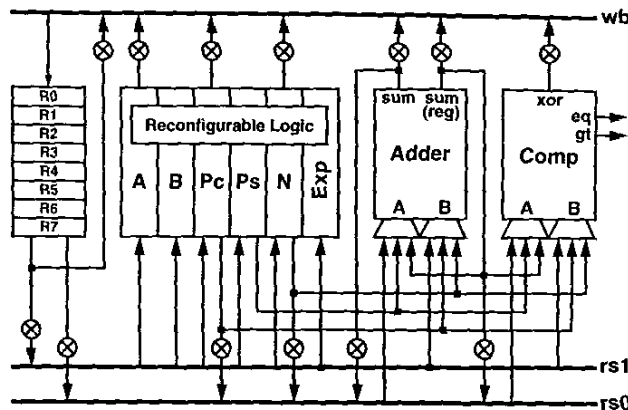 wb
R0
R1
R2
R3
R4
R5
R6
R7
Reconfigurable Logic
A B Pc Ps N Exp
sum sum (reg)
Adder
A B
xor
eq
gt
Comp
A B
rs1
rs0